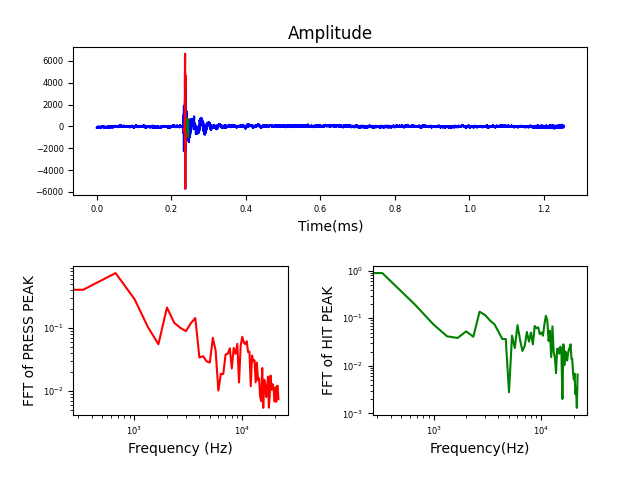 Amplitude
6000
4000
2000
0
−2000
−4000
−6000
0.0 0.2 0.4 0.6 0.8 1.0 1.2
Time(ms)
FFT of PRESS PEAK
10⁻¹
10⁻²
10³ 10⁴
Frequency (Hz)
FFT of HIT PEAK
10⁰
10⁻¹
10⁻²
10⁻³
10³ 10⁴
Frequency(Hz)